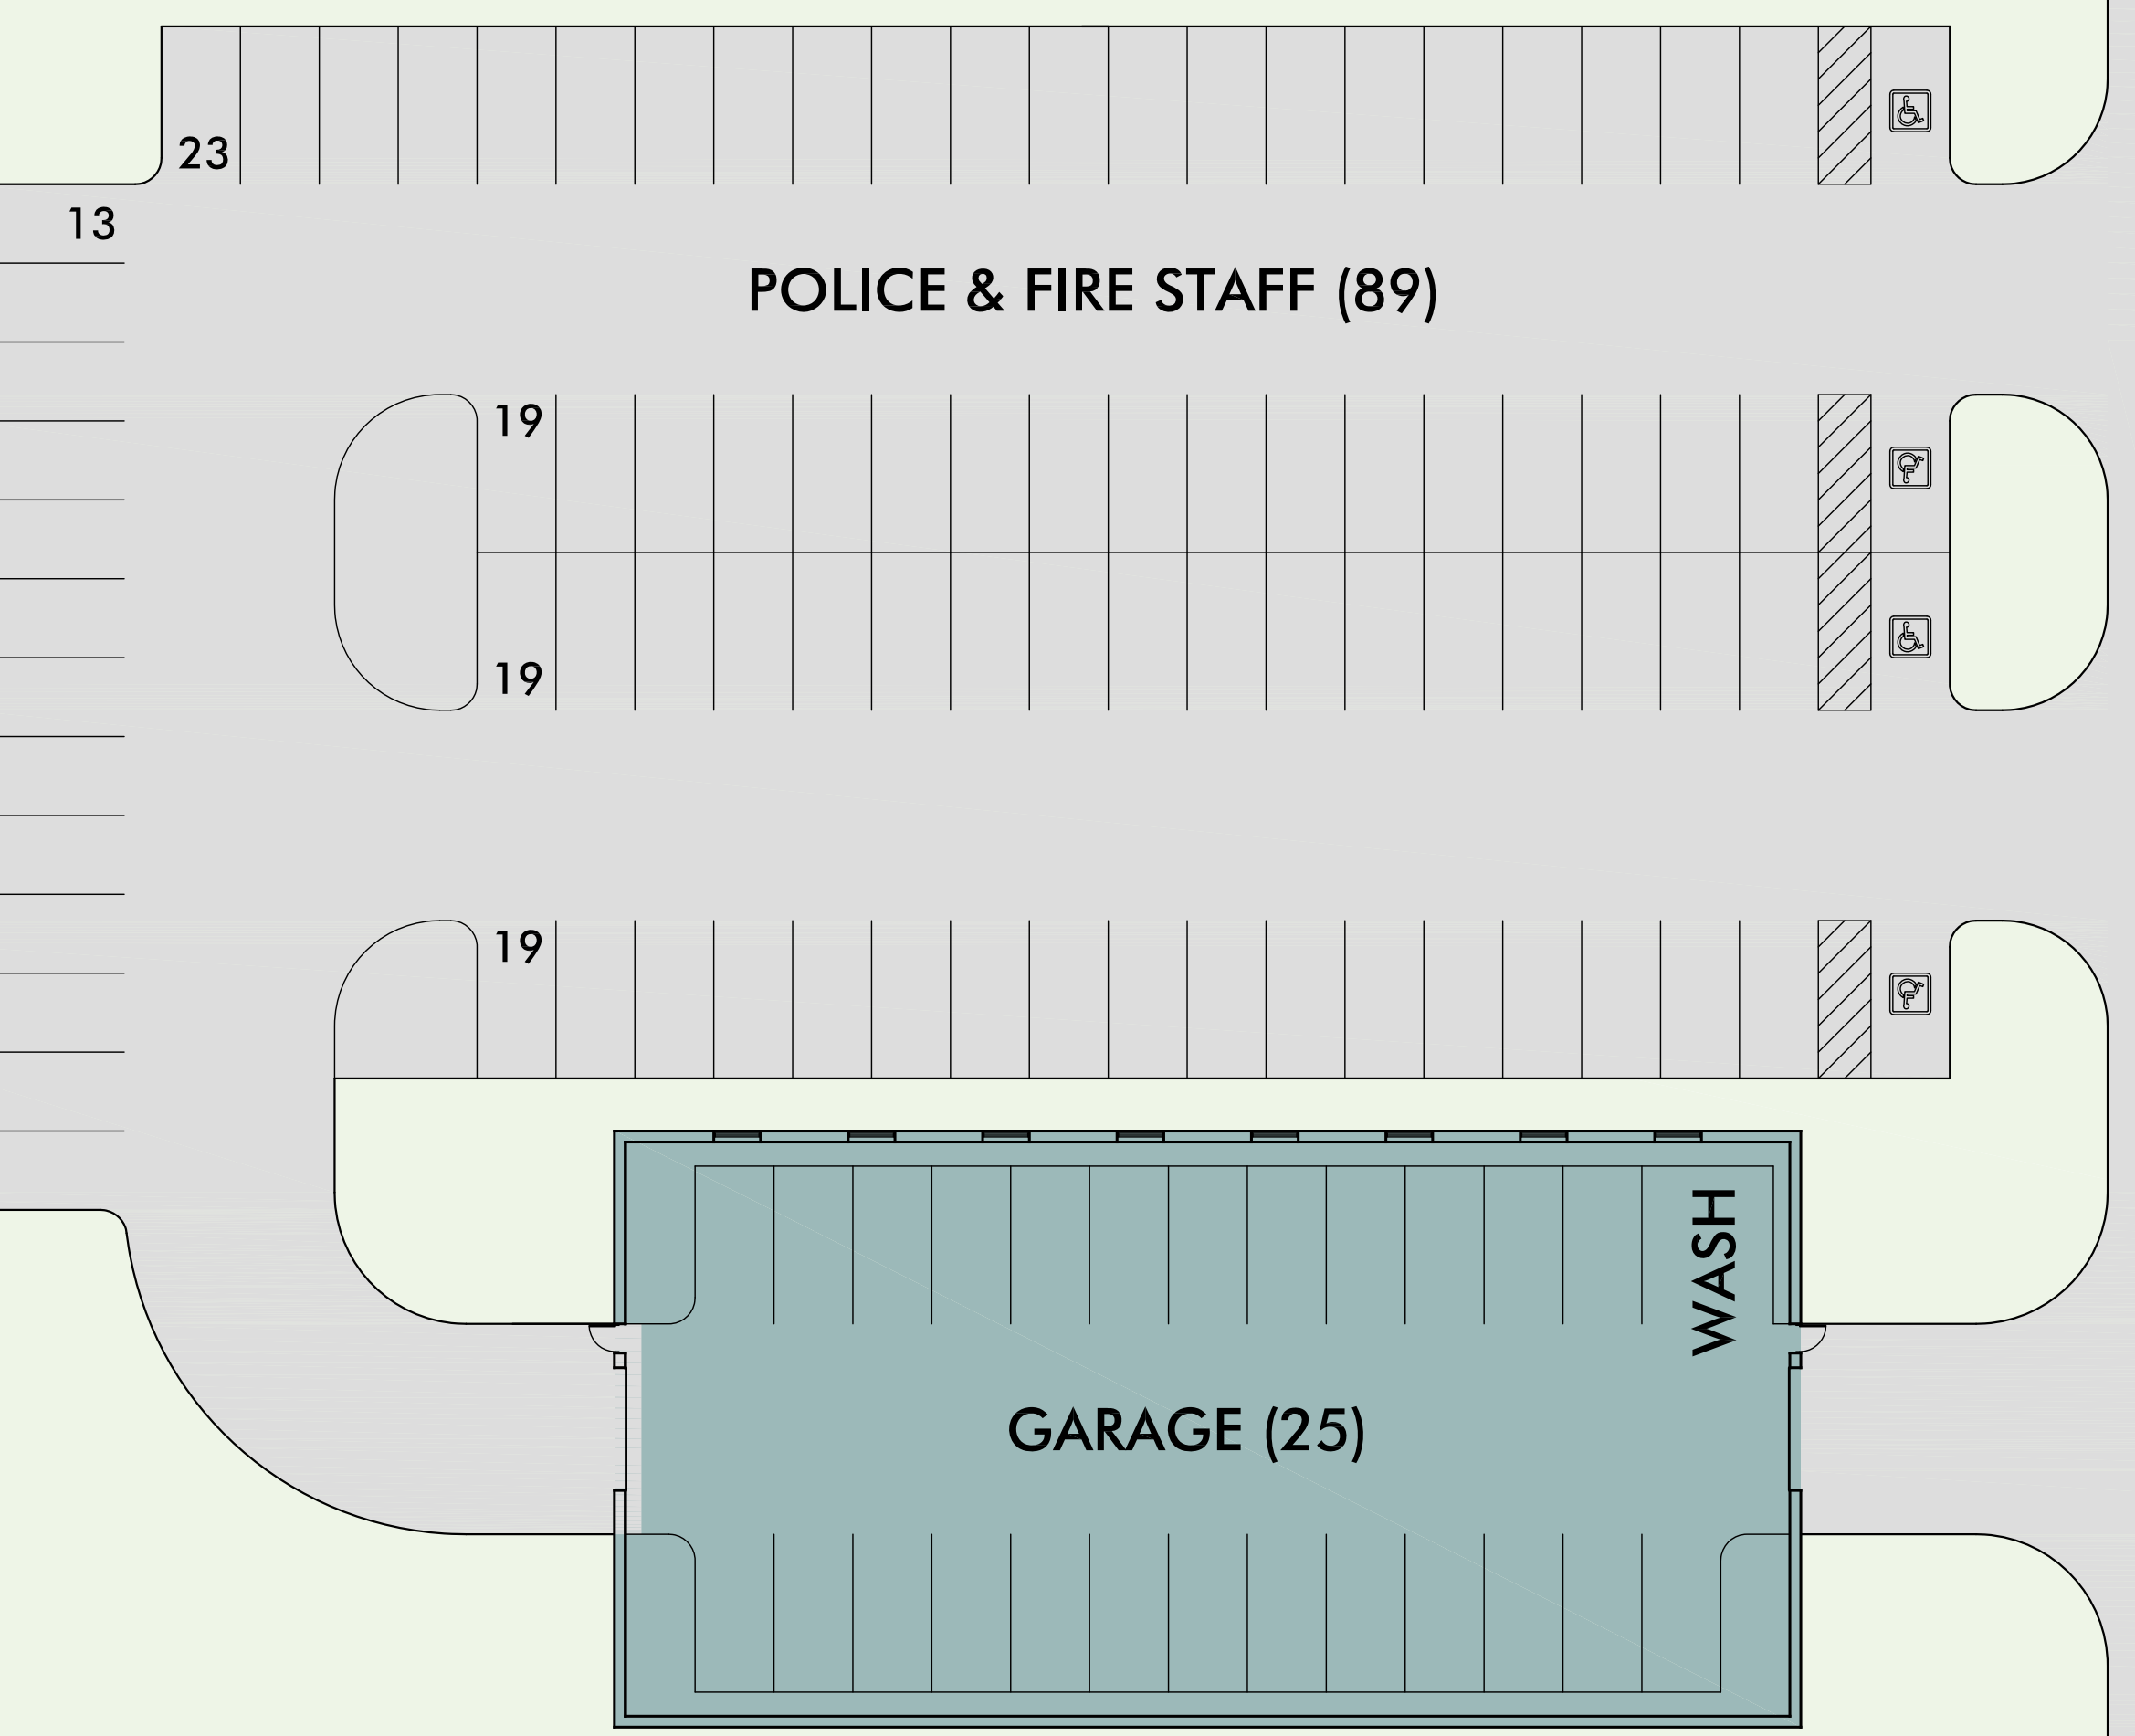 23
13
POLICE & FIRE STAFF (89)
19
19
19
WASH
GARAGE (25)